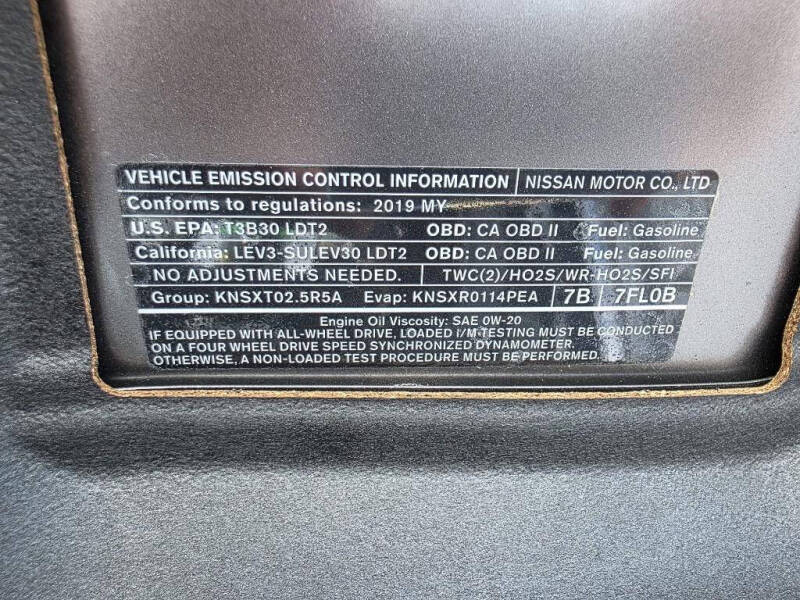 VEHICLE EMISSION CONTROL INFORMATION NISSAN MOTOR CO., LTD
Conforms to regulations: 2019 MY
U.S. EPA: T3B30 LDT2 OBD: CA OBD II Fuel: Gasoline
California: LEV3-SULEV30 LDT2 OBD: CA OBD II Fuel: Gasoline
NO ADJUSTMENTS NEEDED. TWC(2)/HO2S/WR-HO2S/SFI
Group: KNSXT02.5R5A Evap: KNSXR0114PEA 7B 7FL0B
Engine Oil Viscosity: SAE 0W-20
IF EQUIPPED WITH ALL-WHEEL DRIVE, LOADED I/M TESTING MUST BE CONDUCTED
ON A FOUR WHEEL DRIVE SPEED SYNCHRONIZED DYNAMOMETER.
OTHERWISE, A NON-LOADED TEST PROCEDURE MUST BE PERFORMED.